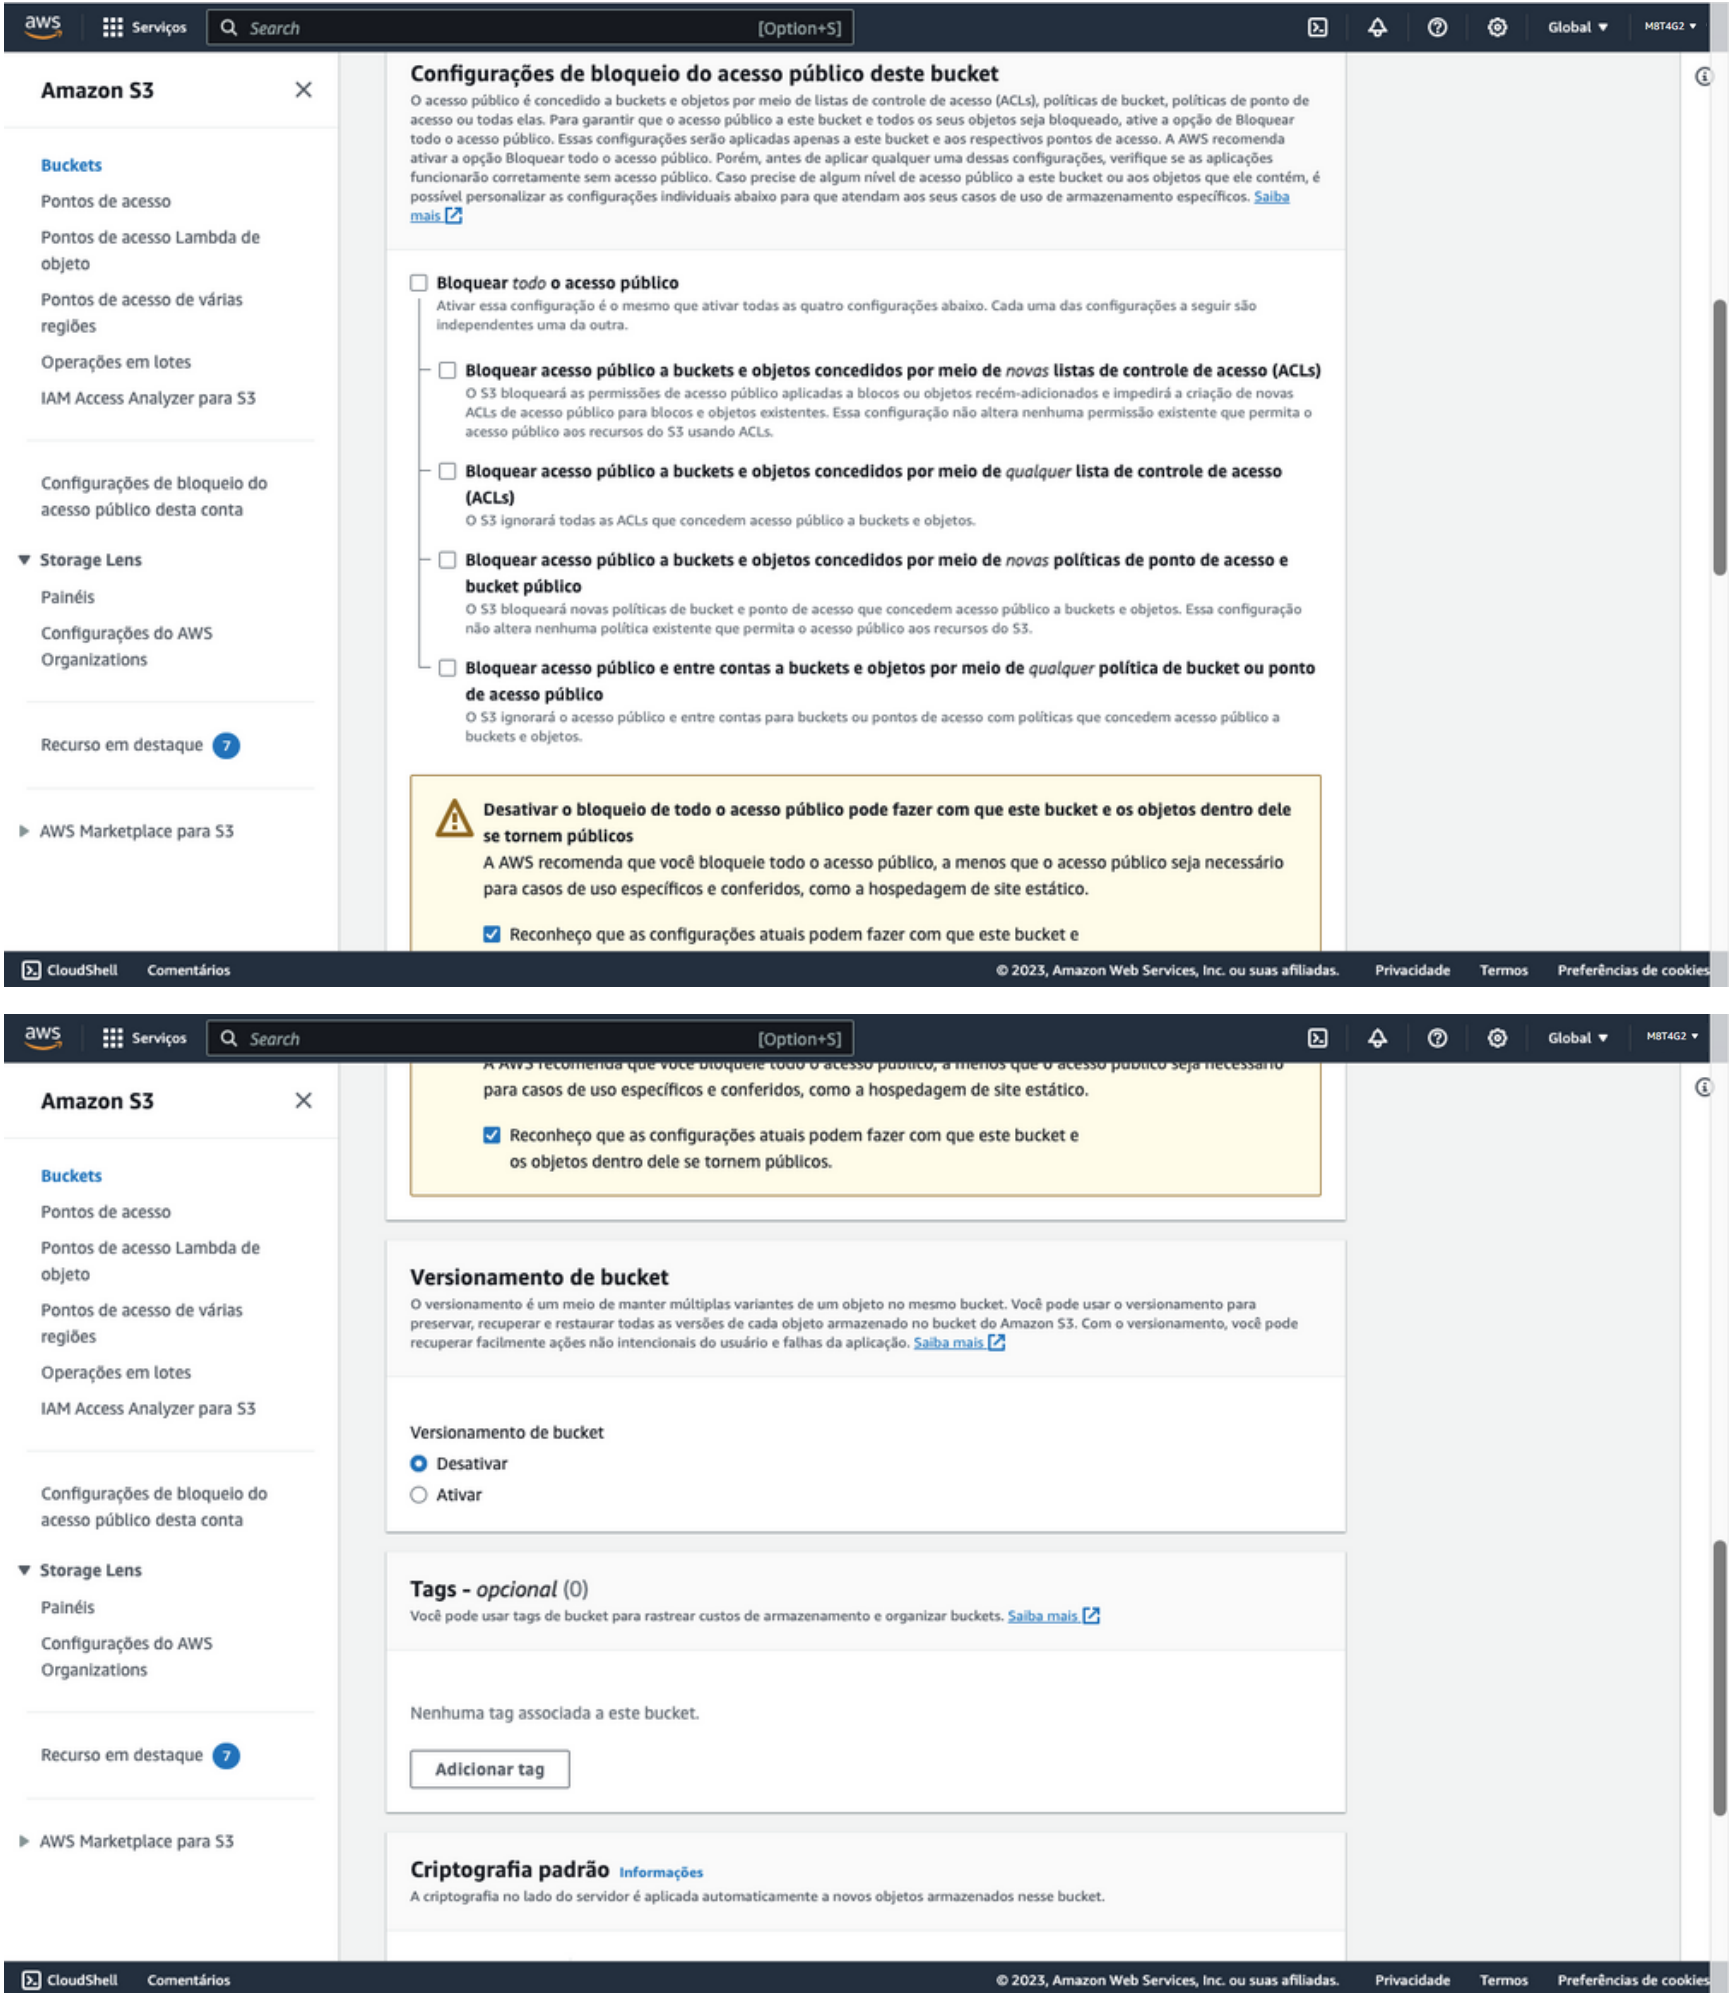 aws
Serviços
Search
[Option+S]
Global ▼
M8T4G2 ▼
Amazon S3
Buckets
Pontos de acesso
Pontos de acesso Lambda de
objeto
Pontos de acesso de várias
regiões
Operações em lotes
IAM Access Analyzer para S3
Configurações de bloqueio do
acesso público desta conta
▼ Storage Lens
Painéis
Configurações do AWS
Organizations
Recurso em destaque 7
AWS Marketplace para S3
Configurações de bloqueio do acesso público deste bucket
O acesso público é concedido a buckets e objetos por meio de listas de controle de acesso (ACLs), políticas de bucket, políticas de ponto de
acesso ou todas elas. Para garantir que o acesso público a este bucket e todos os seus objetos seja bloqueado, ative a opção de Bloquear
todo o acesso público. Essas configurações serão aplicadas apenas a este bucket e aos respectivos pontos de acesso. A AWS recomenda
ativar a opção Bloquear todo o acesso público. Porém, antes de aplicar qualquer uma dessas configurações, verifique se as aplicações
funcionarão corretamente sem acesso público. Caso precise de algum nível de acesso público a este bucket ou aos objetos que ele contém, é
possível personalizar as configurações individuais abaixo para que atendam aos seus casos de uso de armazenamento específicos. Saiba
mais
Bloquear todo o acesso público
Ativar essa configuração é o mesmo que ativar todas as quatro configurações abaixo. Cada uma das configurações a seguir são
independentes uma da outra.
Bloquear acesso público a buckets e objetos concedidos por meio de novas listas de controle de acesso (ACLs)
O S3 bloqueará as permissões de acesso público aplicadas a blocos ou objetos recém-adicionados e impedirá a criação de novas
ACLs de acesso público para blocos e objetos existentes. Essa configuração não altera nenhuma permissão existente que permita o
acesso público aos recursos do S3 usando ACLs.
Bloquear acesso público a buckets e objetos concedidos por meio de qualquer lista de controle de acesso
(ACLs)
O S3 ignorará todas as ACLs que concedem acesso público a buckets e objetos.
Bloquear acesso público a buckets e objetos concedidos por meio de novas políticas de ponto de acesso e
bucket público
O S3 bloqueará novas políticas de bucket e ponto de acesso que concedem acesso público a buckets e objetos. Essa configuração
não altera nenhuma política existente que permita o acesso público aos recursos do S3.
Bloquear acesso público e entre contas a buckets e objetos por meio de qualquer política de bucket ou ponto
de acesso público
O S3 ignorará o acesso público e entre contas para buckets ou pontos de acesso com políticas que concedem acesso público a
buckets e objetos.
Desativar o bloqueio de todo o acesso público pode fazer com que este bucket e os objetos dentro dele
se tornem públicos
A AWS recomenda que você bloqueie todo o acesso público, a menos que o acesso público seja necessário
para casos de uso específicos e conferidos, como a hospedagem de site estático.
Reconheço que as configurações atuais podem fazer com que este bucket e
CloudShell
Comentários
© 2023, Amazon Web Services, Inc. ou suas afiliadas.
Privacidade
Termos
Preferências de cookies
aws
Serviços
Search
[Option+S]
Global ▼
M8T4G2 ▼
Amazon S3
Buckets
Pontos de acesso
Pontos de acesso Lambda de
objeto
Pontos de acesso de várias
regiões
Operações em lotes
IAM Access Analyzer para S3
Configurações de bloqueio do
acesso público desta conta
▼ Storage Lens
Painéis
Configurações do AWS
Organizations
Recurso em destaque 7
AWS Marketplace para S3
A AWS recomenda que você bloqueie todo o acesso público, a menos que o acesso público seja necessário
para casos de uso específicos e conferidos, como a hospedagem de site estático.
Reconheço que as configurações atuais podem fazer com que este bucket e
os objetos dentro dele se tornem públicos.
Versionamento de bucket
O versionamento é um meio de manter múltiplas variantes de um objeto no mesmo bucket. Você pode usar o versionamento para
preservar, recuperar e restaurar todas as versões de cada objeto armazenado no bucket do Amazon S3. Com o versionamento, você pode
recuperar facilmente ações não intencionais do usuário e falhas da aplicação. Saiba mais
Versionamento de bucket
Desativar
Ativar
Tags - opcional (0)
Você pode usar tags de bucket para rastrear custos de armazenamento e organizar buckets. Saiba mais
Nenhuma tag associada a este bucket.
Adicionar tag
Criptografia padrão Informações
A criptografia no lado do servidor é aplicada automaticamente a novos objetos armazenados nesse bucket.
CloudShell
Comentários
© 2023, Amazon Web Services, Inc. ou suas afiliadas.
Privacidade
Termos
Preferências de cookies